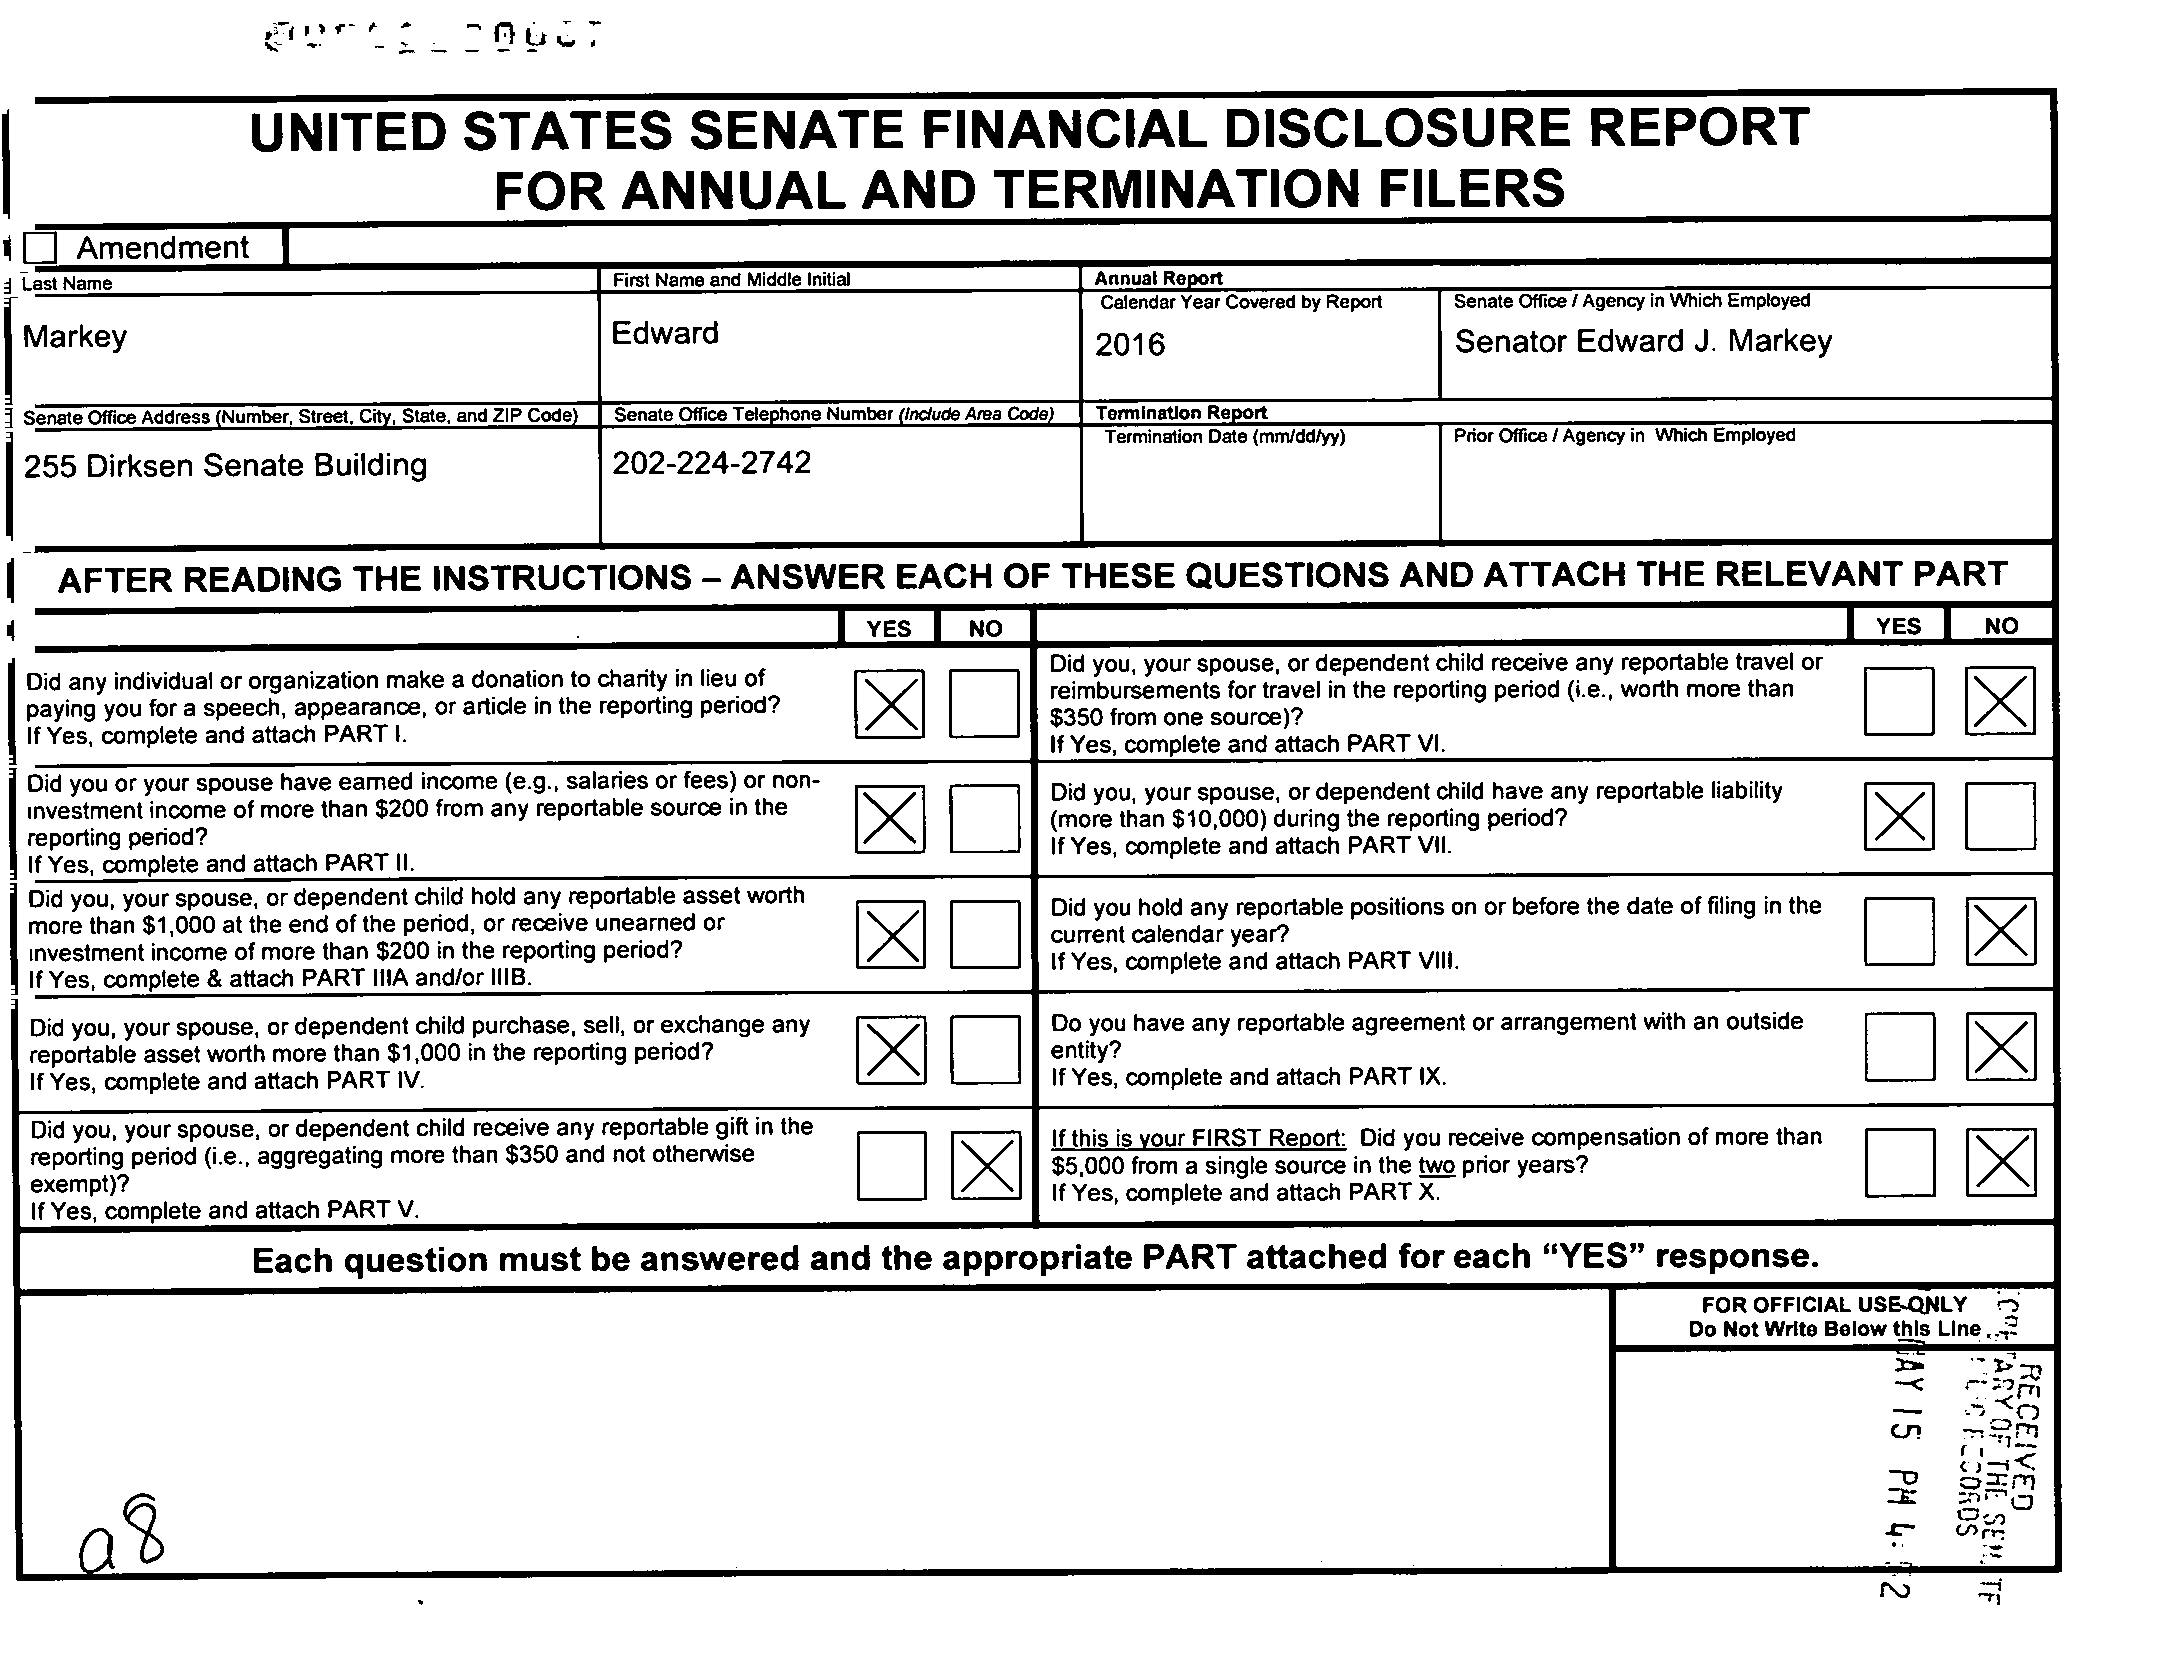 UNITED STATES SENATE FINANCIAL DISCLOSURE REPORT
FOR ANNUAL AND TERMINATION FILERS
Amendment
Last Name
First Name and Middle Initial
Annual Report
Calendar Year Covered by Report
Senate Office / Agency in Which Employed
Markey
Edward
2016
Senator Edward J. Markey
Senate Office Address (Number, Street, City, State, and ZIP Code)
Senate Office Telephone Number (Include Area Code)
Termination Report
Termination Date (mm/dd/yy)
Prior Office / Agency in Which Employed
255 Dirksen Senate Building
202-224-2742
AFTER READING THE INSTRUCTIONS – ANSWER EACH OF THESE QUESTIONS AND ATTACH THE RELEVANT PART
YES NO
YES NO
Did any individual or organization make a donation to charity in lieu of
paying you for a speech, appearance, or article in the reporting period?
If Yes, complete and attach PART I.
Did you, your spouse, or dependent child receive any reportable travel or
reimbursements for travel in the reporting period (i.e., worth more than
$350 from one source)?
If Yes, complete and attach PART VI.
Did you or your spouse have earned income (e.g., salaries or fees) or non-
investment income of more than $200 from any reportable source in the
reporting period?
If Yes, complete and attach PART II.
Did you, your spouse, or dependent child have any reportable liability
(more than $10,000) during the reporting period?
If Yes, complete and attach PART VII.
Did you, your spouse, or dependent child hold any reportable asset worth
more than $1,000 at the end of the period, or receive unearned or
investment income of more than $200 in the reporting period?
If Yes, complete & attach PART IIIA and/or IIIB.
Did you hold any reportable positions on or before the date of filing in the
current calendar year?
If Yes, complete and attach PART VIII.
Did you, your spouse, or dependent child purchase, sell, or exchange any
reportable asset worth more than $1,000 in the reporting period?
If Yes, complete and attach PART IV.
Do you have any reportable agreement or arrangement with an outside
entity?
If Yes, complete and attach PART IX.
Did you, your spouse, or dependent child receive any reportable gift in the
reporting period (i.e., aggregating more than $350 and not otherwise
exempt)?
If Yes, complete and attach PART V.
If this is your FIRST Report: Did you receive compensation of more than
$5,000 from a single source in the two prior years?
If Yes, complete and attach PART X.
Each question must be answered and the appropriate PART attached for each “YES” response.
FOR OFFICIAL USE ONLY
Do Not Write Below this Line
RECEIVED
OF THE
MAY 15 PM
a8